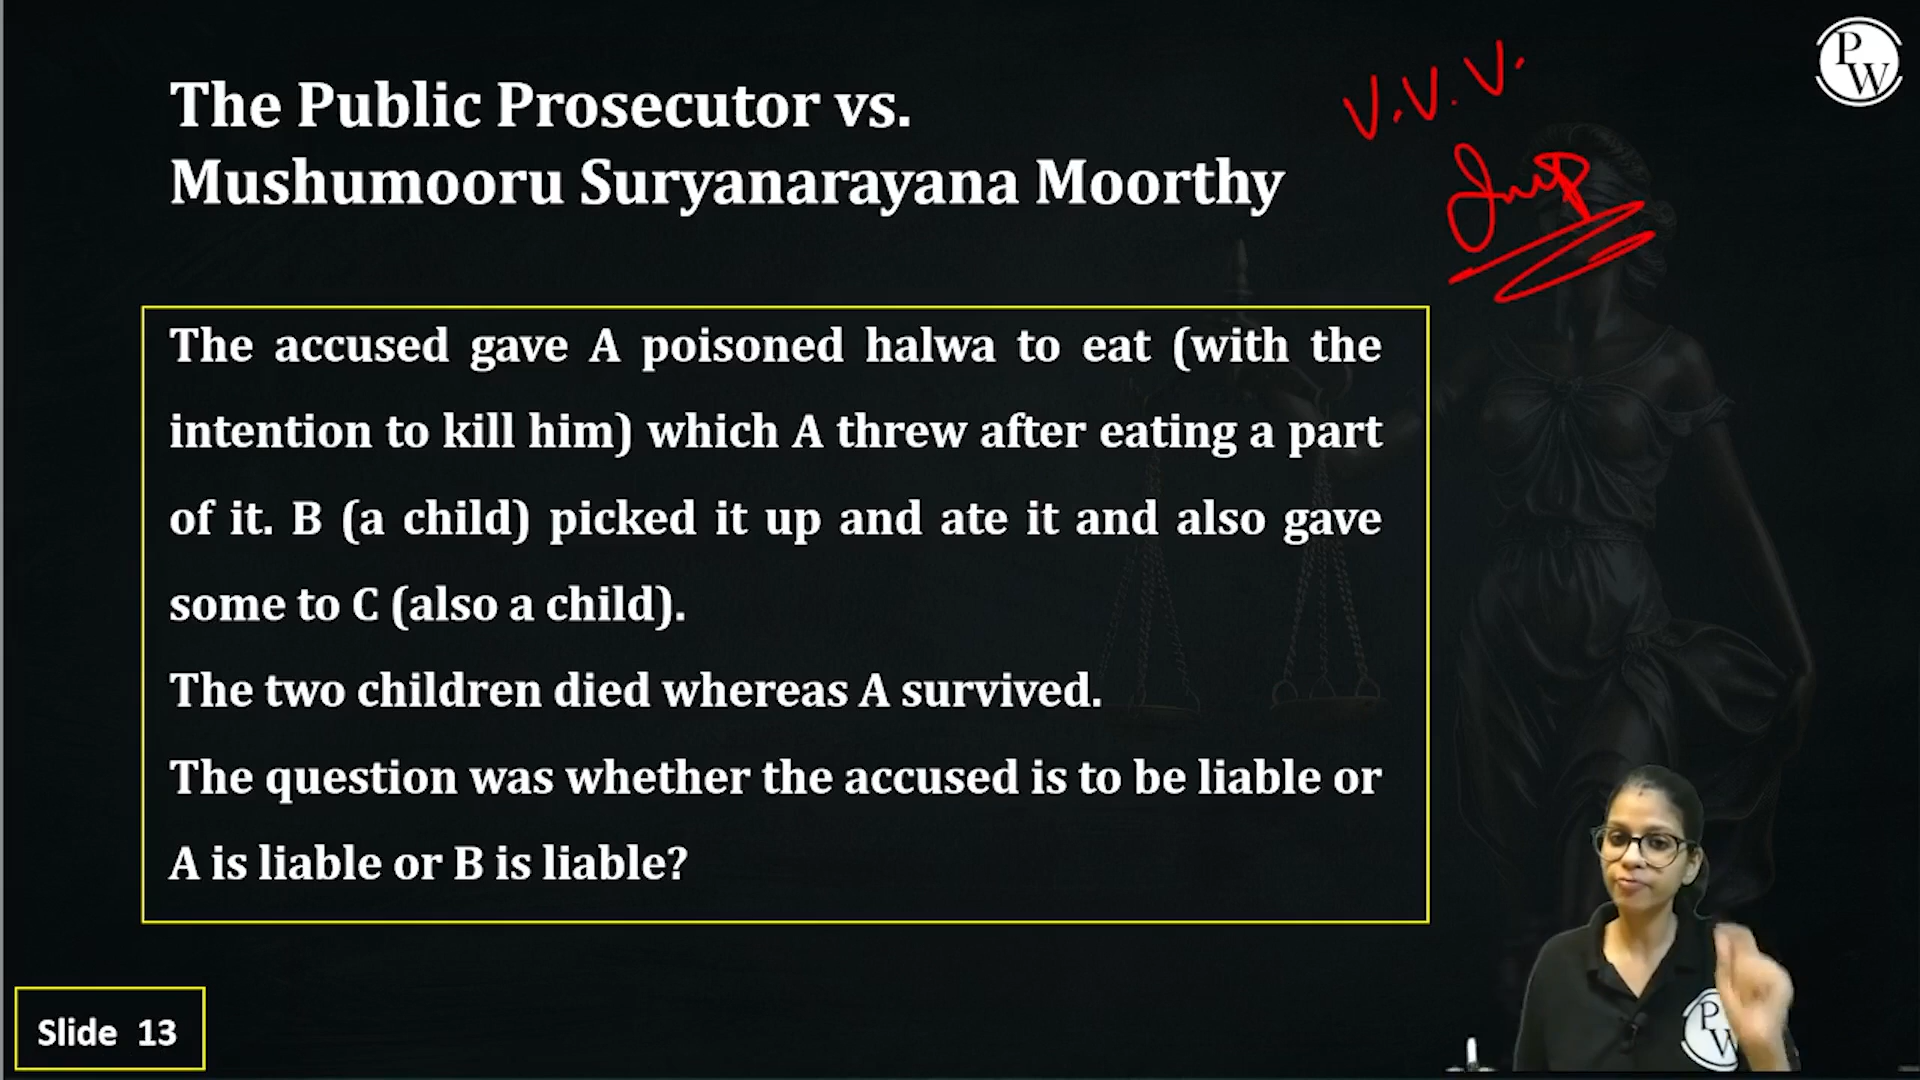 The Public Prosecutor vs.
Mushumooru Suryanarayana Moorthy
V.V.V.
Imp
PW
The accused gave A poisoned halwa to eat (with the
intention to kill him) which A threw after eating a part
of it. B (a child) picked it up and ate it and also gave
some to C (also a child).
The two children died whereas A survived.
The question was whether the accused is to be liable or
A is liable or B is liable?
PW
Slide 13